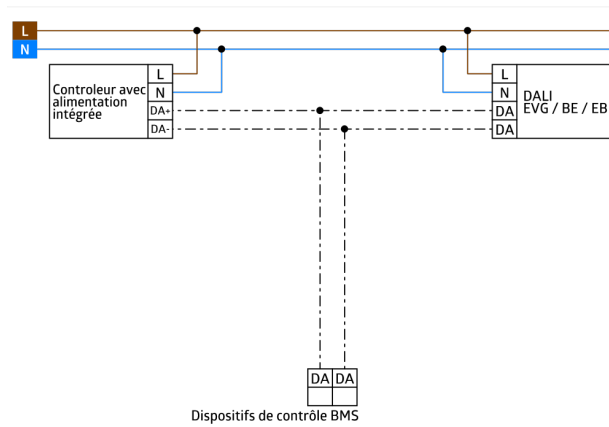 L
N
Controleur avec
alimentation
intégrée
L
N
DA+
DA-
L
N
DA
DA
DALI
EVG / BE / EB
DA DA
Dispositifs de contrôle BMS